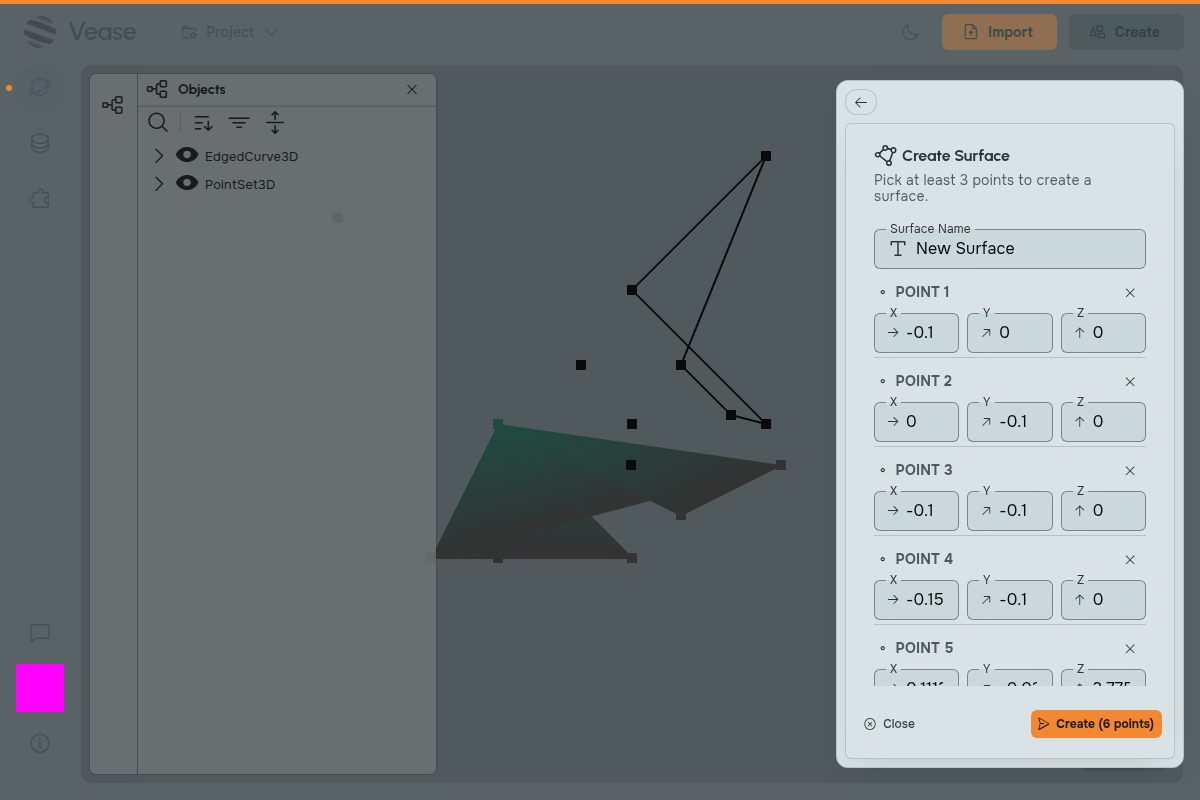 Vease
Project
Import
Create
Objects
EdgedCurve3D
PointSet3D
Create Surface
Pick at least 3 points to create a
surface.
Surface Name
New Surface
POINT 1
X Y Z
-0.1 0 0
POINT 2
X Y Z
0 -0.1 0
POINT 3
X Y Z
-0.1 -0.1 0
POINT 4
X Y Z
-0.15 -0.1 0
POINT 5
X Y Z
Close
Create (6 points)